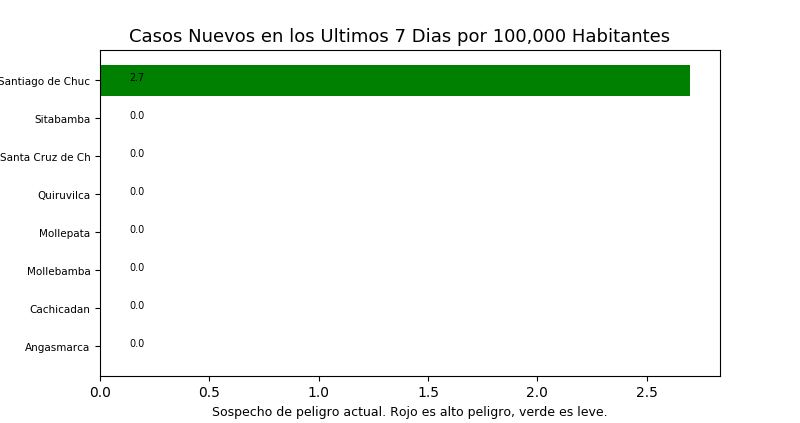 Casos Nuevos en los Ultimos 7 Dias por 100,000 Habitantes
Santiago de Chuc 2.7
Sitabamba 0.0
Santa Cruz de Ch 0.0
Quiruvilca 0.0
Mollepata 0.0
Mollebamba 0.0
Cachicadan 0.0
Angasmarca 0.0
0.0 0.5 1.0 1.5 2.0 2.5
Sospecho de peligro actual. Rojo es alto peligro, verde es leve.